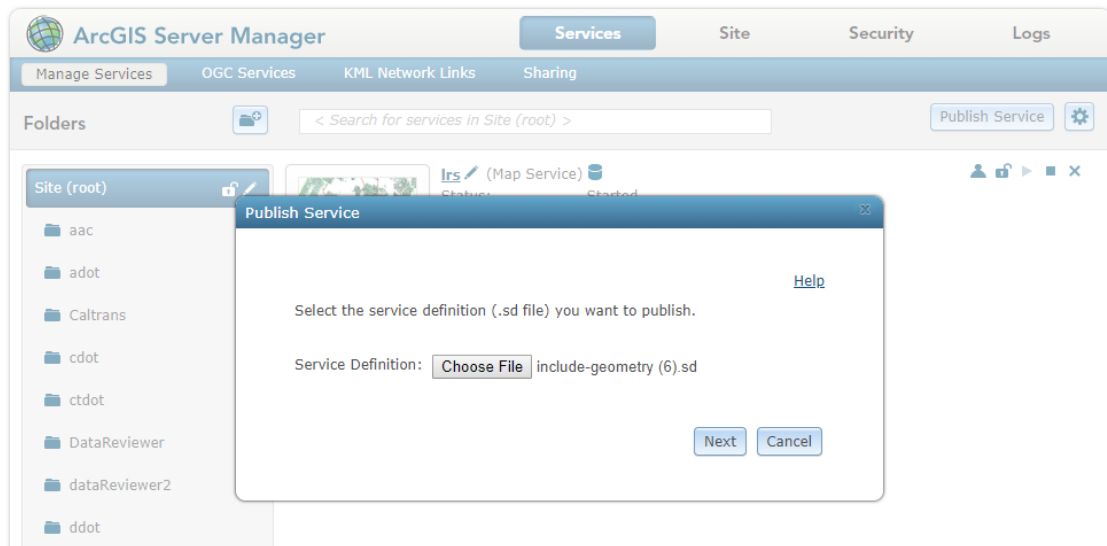 ArcGIS Server Manager
Services Site Security Logs
Manage Services OGC Services KML Network Links Sharing
Folders
< Search for services in Site (root) >
Publish Service
Site (root)
lrs (Map Service)
Status: Started
Publish Service
aac
adot
Help
Select the service definition (.sd file) you want to publish.
Caltrans
cdot
Service Definition: Choose File include-geometry (6).sd
ctdot
DataReviewer
Next Cancel
dataReviewer2
ddot